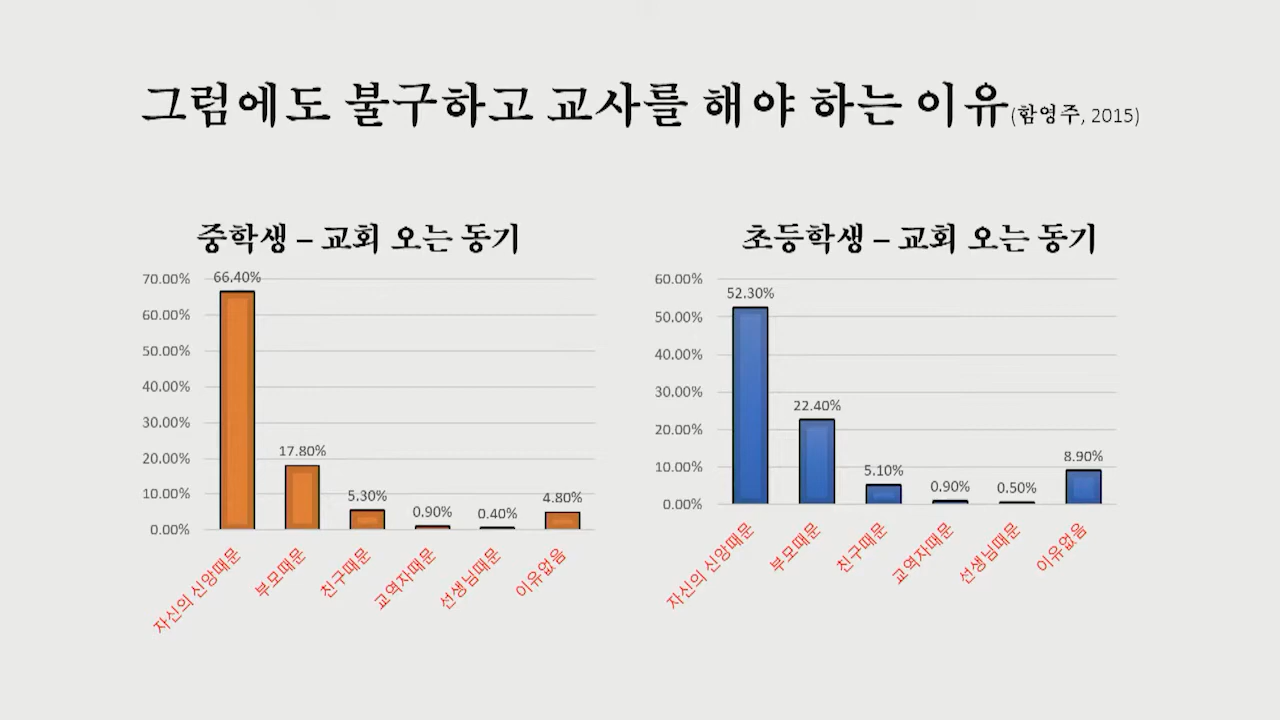 그럼에도 불구하고 교사를 해야 하는 이유(함영주, 2015)
중학생 – 교회 오는 동기
70.00%
60.00%
50.00%
40.00%
30.00%
20.00%
10.00%
0.00%
66.40%
17.80%
5.30%
0.90%
0.40%
4.80%
자신의 신앙때문
부모때문
친구때문
교역자때문
선생님때문
이유없음
초등학생 – 교회 오는 동기
60.00%
50.00%
40.00%
30.00%
20.00%
10.00%
0.00%
52.30%
22.40%
5.10%
0.90%
0.50%
8.90%
자신의 신앙때문
부모때문
친구때문
교역자때문
선생님때문
이유없음